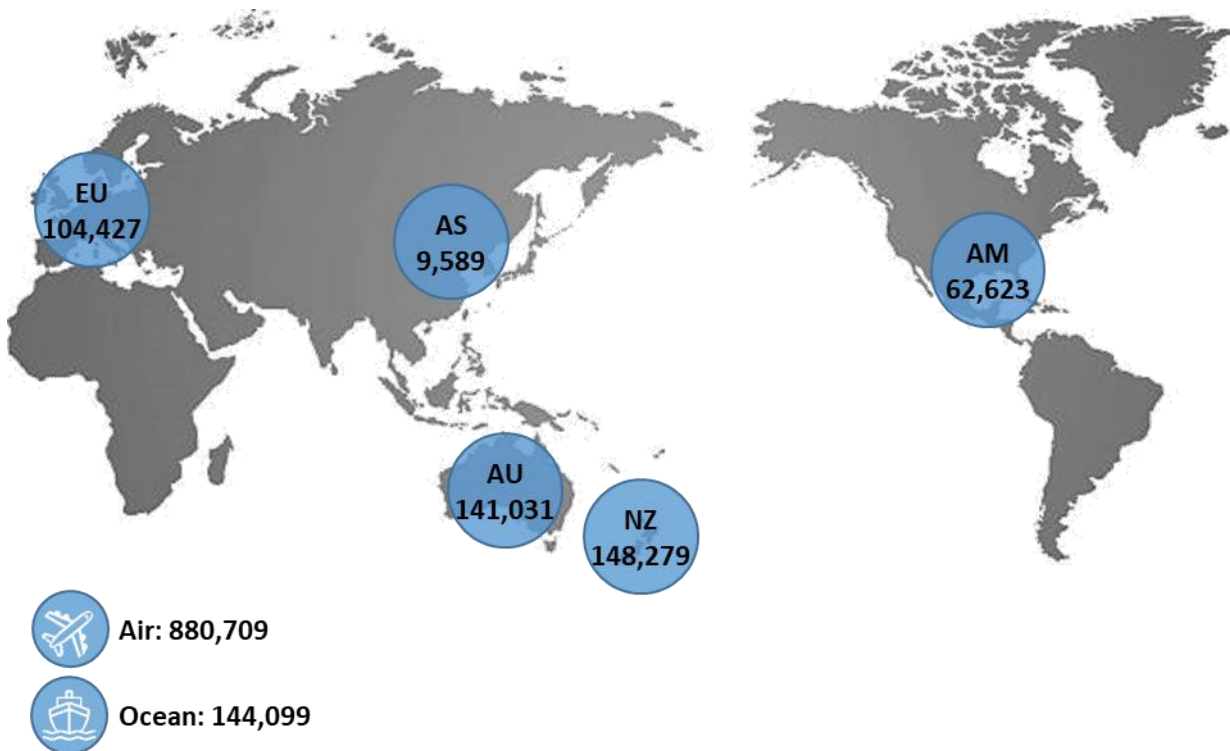 EU
104,427
AS
9,589
AM
62,623
AU
141,031
NZ
148,279
Air: 880,709
Ocean: 144,099